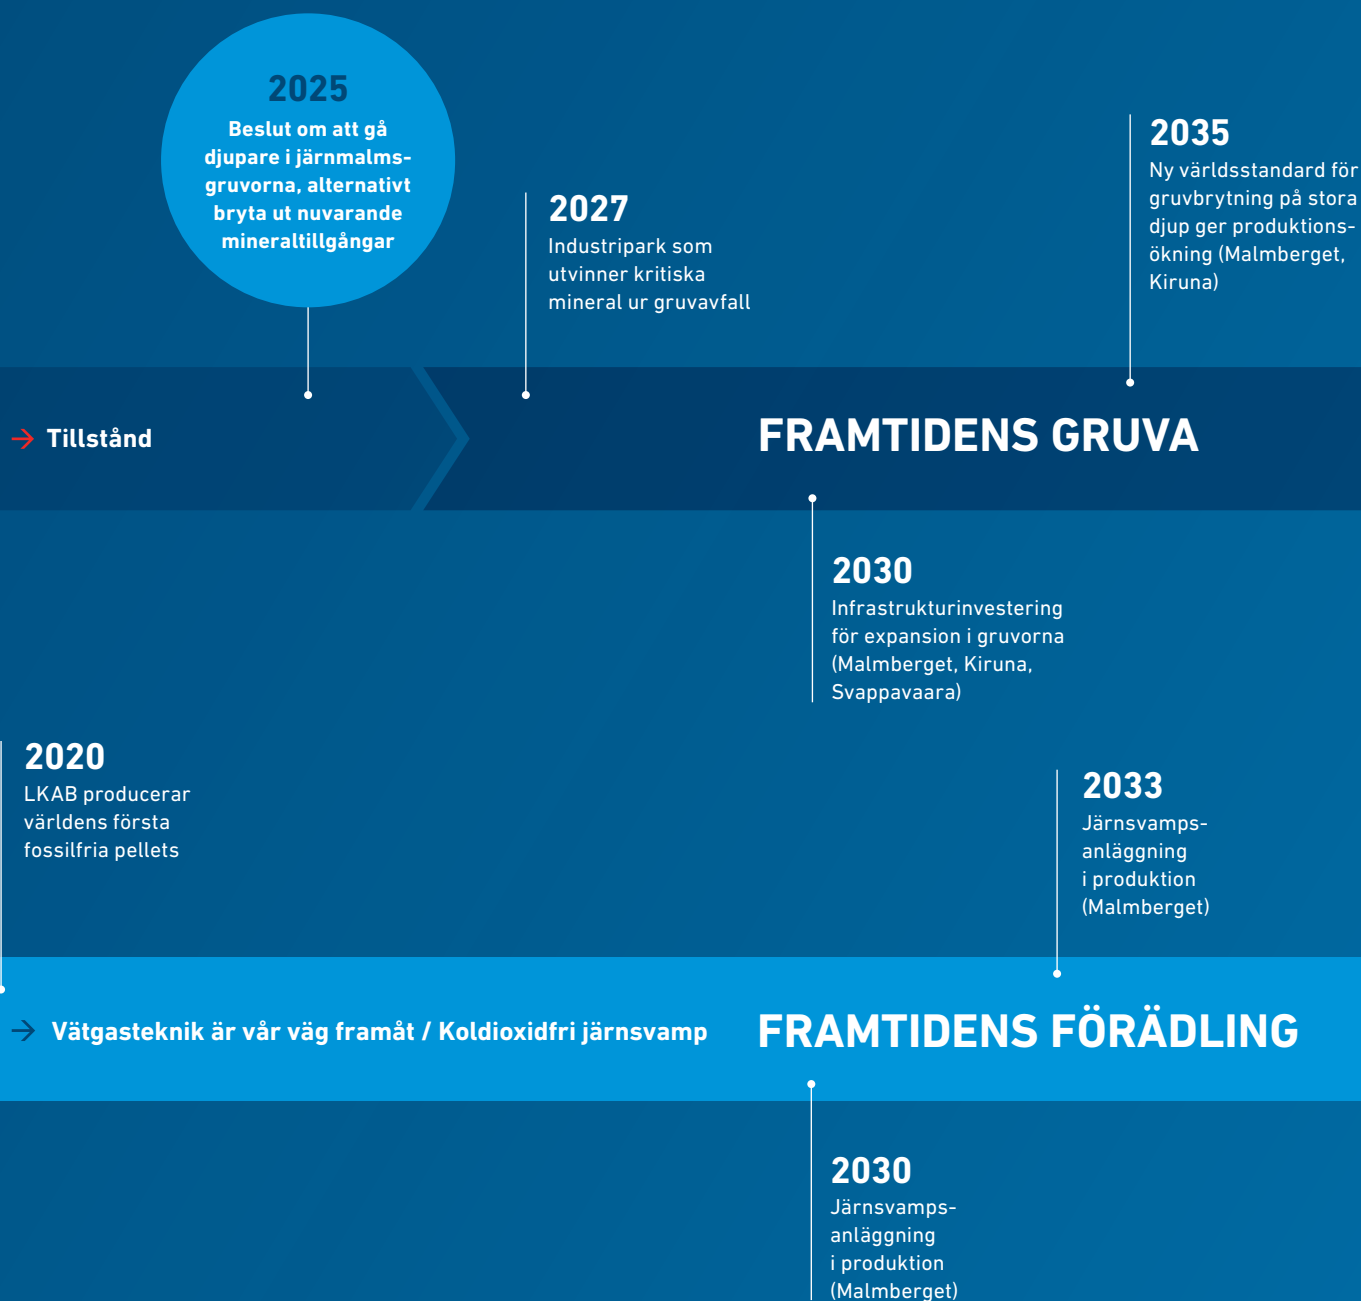 2025
Beslut om att gå
djupare i järnmalms-
gruvorna, alternativt
bryta ut nuvarande
mineraltillgångar
2027
Industripark som
utvinner kritiska
mineral ur gruvavfall
2035
Ny världsstandard för
gruvbrytning på stora
djup ger produktions-
ökning (Malmberget,
Kiruna)
→ Tillstånd
FRAMTIDENS GRUVA
2030
Infrastrukturinvestering
för expansion i gruvorna
(Malmberget, Kiruna,
Svappavaara)
2020
LKAB producerar
världens första
fossilfria pellets
2033
Järnsvamps-
anläggning
i produktion
(Malmberget)
→ Vätgasteknik är vår väg framåt / Koldioxidfri järnsvamp
FRAMTIDENS FÖRÄDLING
2030
Järnsvamps-
anläggning
i produktion
(Malmberget)